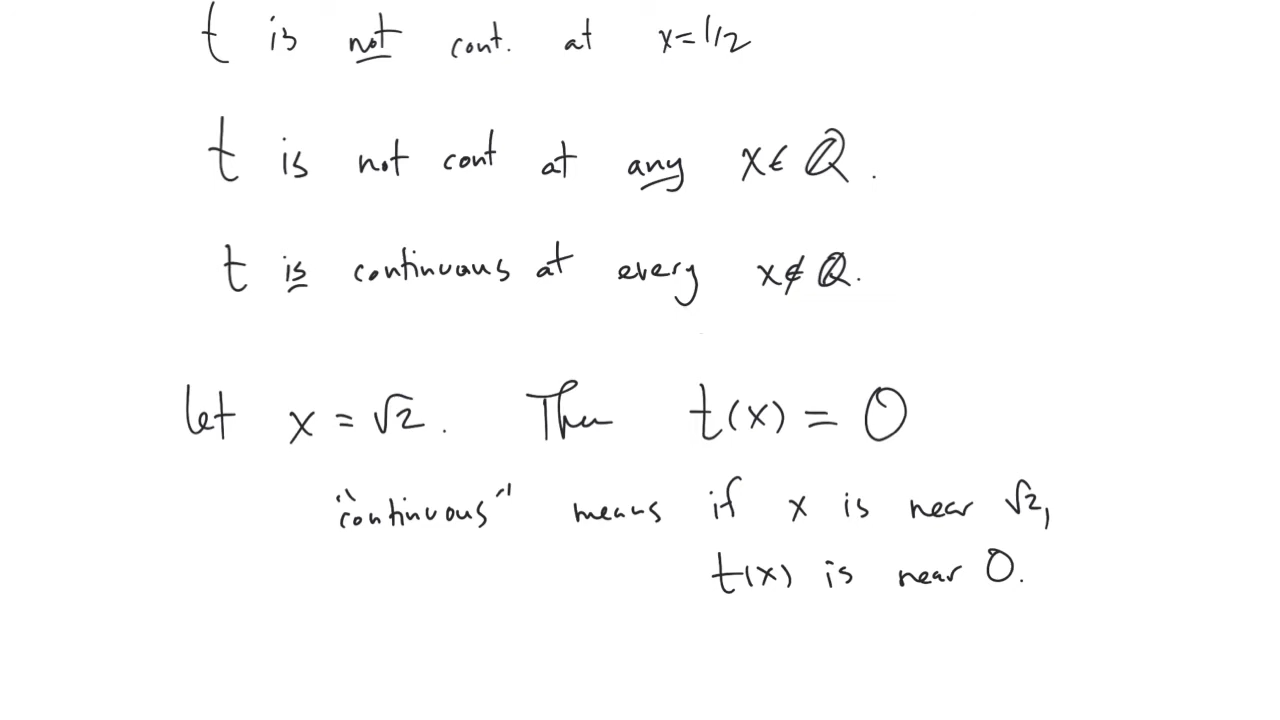 t is not cont. at x=1/2
t is not cont at any x∈ℚ.
t is continuous at every x∉ℚ.
let x=√2. Then t(x)=0
"continuous" means if x is near √2,
t(x) is near 0.